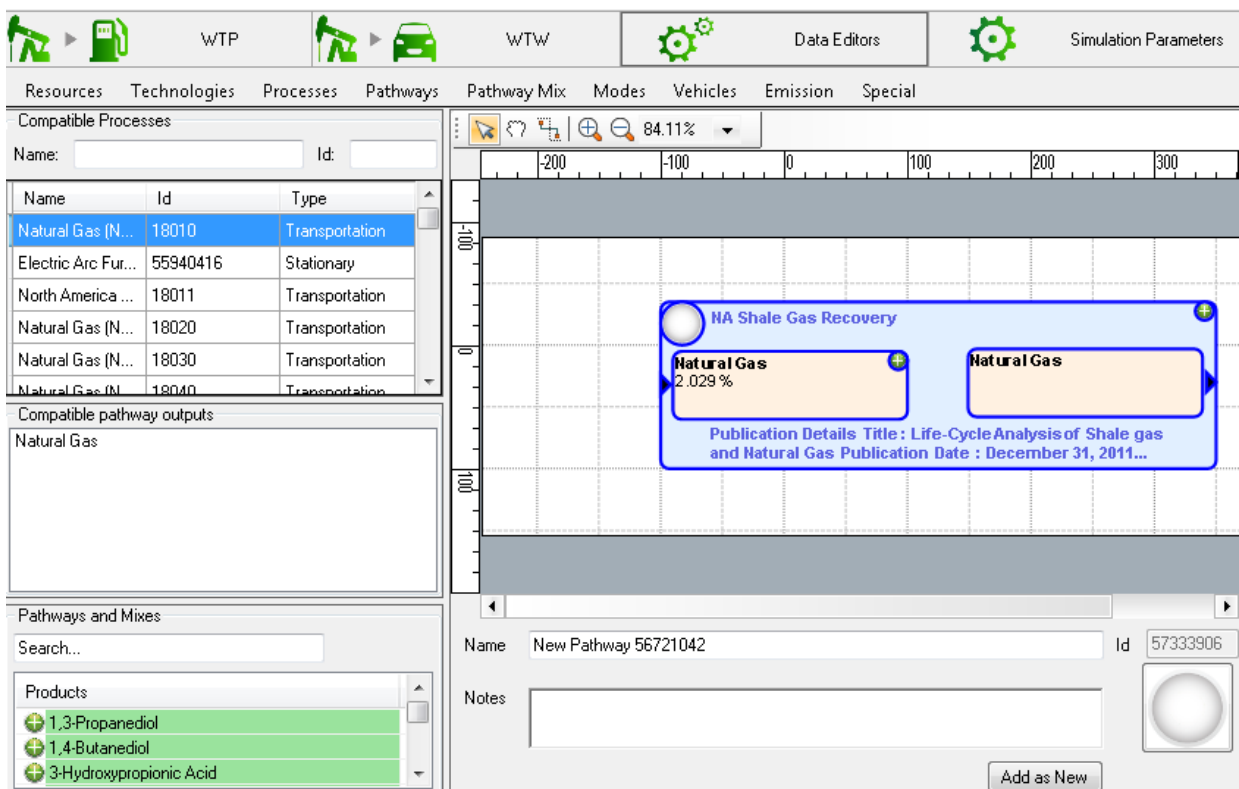 WTP WTW Data Editors Simulation Parameters
Resources Technologies Processes Pathways Pathway Mix Modes Vehicles Emission Special
Compatible Processes
Name: Id:
Name Id Type
Natural Gas (N... 18010 Transportation
Electric Arc Fur... 55940416 Stationary
North America ... 18011 Transportation
Natural Gas (N... 18020 Transportation
Natural Gas (N... 18030 Transportation
Natural Gas (N... 18040 Transportation
Compatible pathway outputs
Natural Gas
Pathways and Mixes
Search...
Products
1,3-Propanediol
1,4-Butanediol
3-Hydroxypropionic Acid
84.11%
-200 -100 0 100 200 300
-100
0
100
NA Shale Gas Recovery
Natural Gas
2.029 %
Natural Gas
Publication Details Title : Life-Cycle Analysis of Shale gas
and Natural Gas Publication Date : December 31, 2011...
Name New Pathway 56721042 Id 57333906
Notes
Add as New